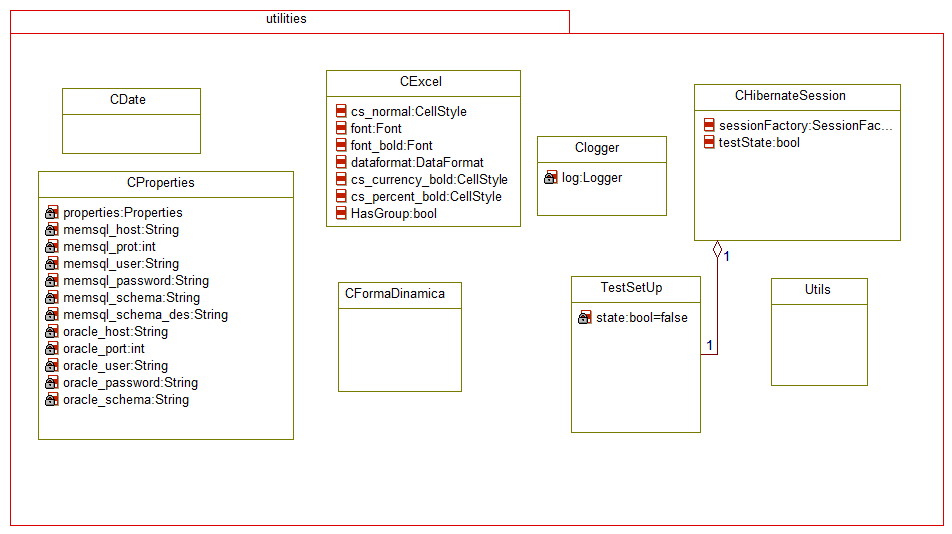 utilities
CDate
CProperties
properties:Properties
memsql_host:String
memsql_prot:int
memsql_user:String
memsql_password:String
memsql_schema:String
memsql_schema_des:String
oracle_host:String
oracle_port:int
oracle_user:String
oracle_password:String
oracle_schema:String
CExcel
cs_normal:CellStyle
font:Font
font_bold:Font
dataformat:DataFormat
cs_currency_bold:CellStyle
cs_percent_bold:CellStyle
HasGroup:bool
CFormaDinamica
Clogger
log:Logger
CHibernateSession
sessionFactory:SessionFac...
testState:bool
1
TestSetUp
state:bool=false
1
Utils